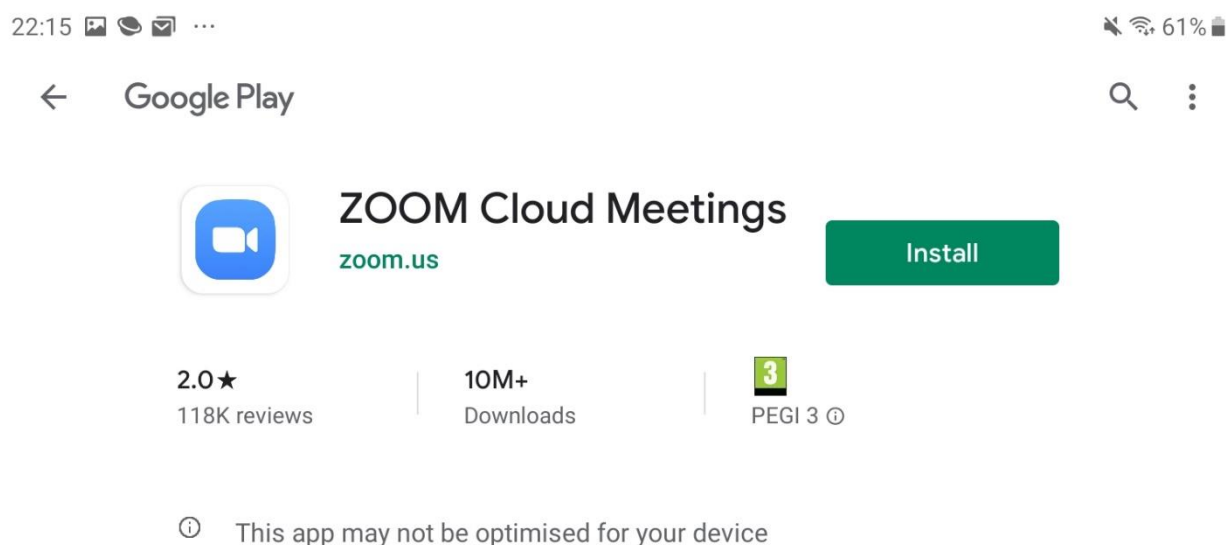 22:15 ... 61%
Google Play
ZOOM Cloud Meetings
zoom.us
Install
2.0★ 10M+ 3
118K reviews Downloads PEGI 3
This app may not be optimised for your device